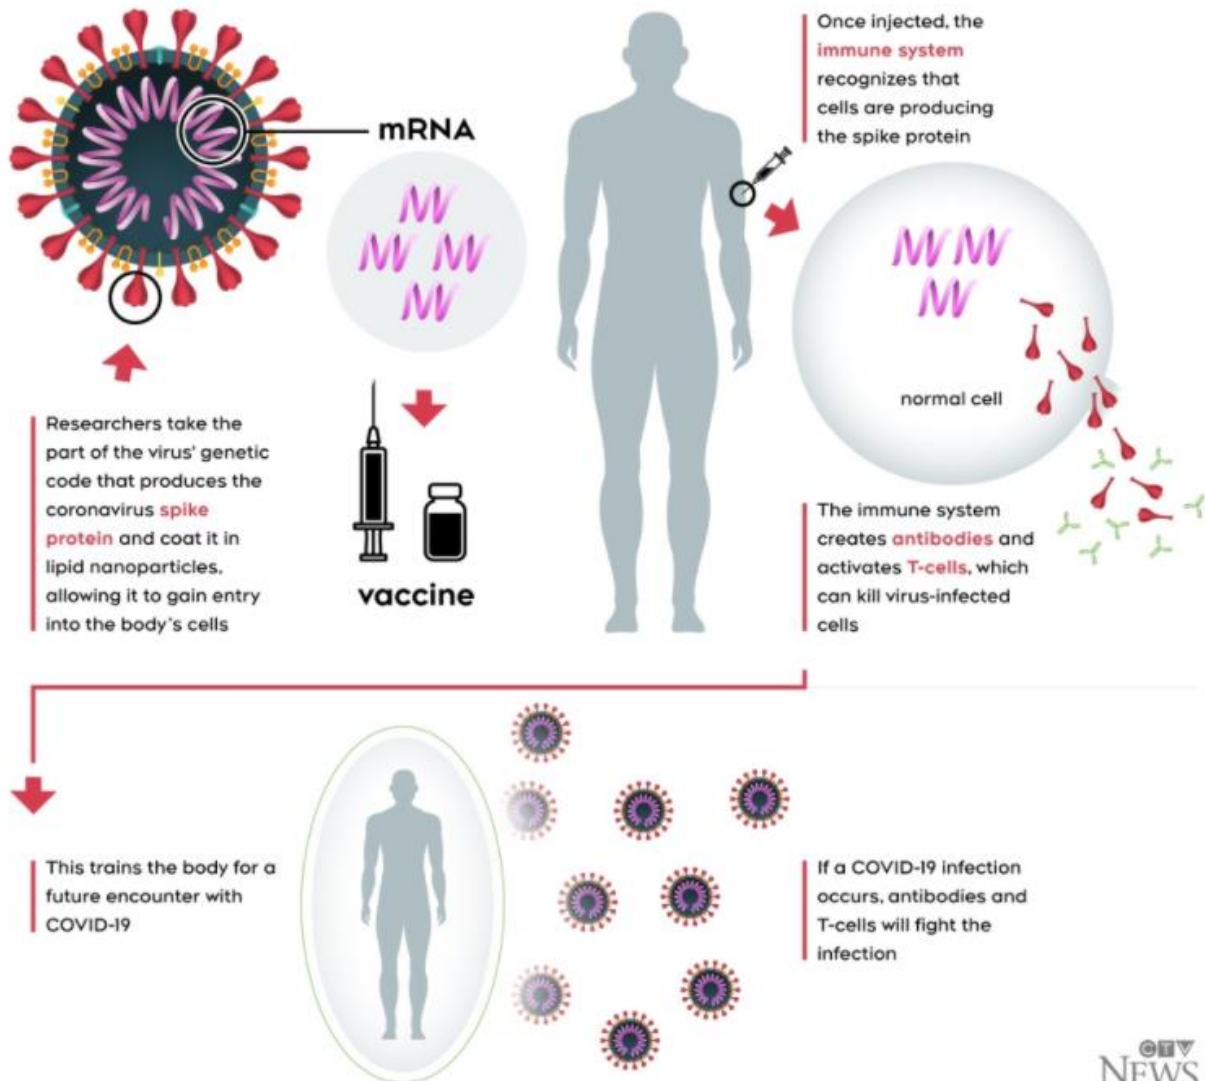 mRNA
Once injected, the
immune system
recognizes that
cells are producing
the spike protein
normal cell
Researchers take the
part of the virus' genetic
code that produces the
coronavirus spike
protein and coat it in
lipid nanoparticles,
allowing it to gain entry
into the body's cells
vaccine
The immune system
creates antibodies and
activates T-cells, which
can kill virus-infected
cells
This trains the body for a
future encounter with
COVID-19
If a COVID-19 infection
occurs, antibodies and
T-cells will fight the
infection
CTV
NEWS